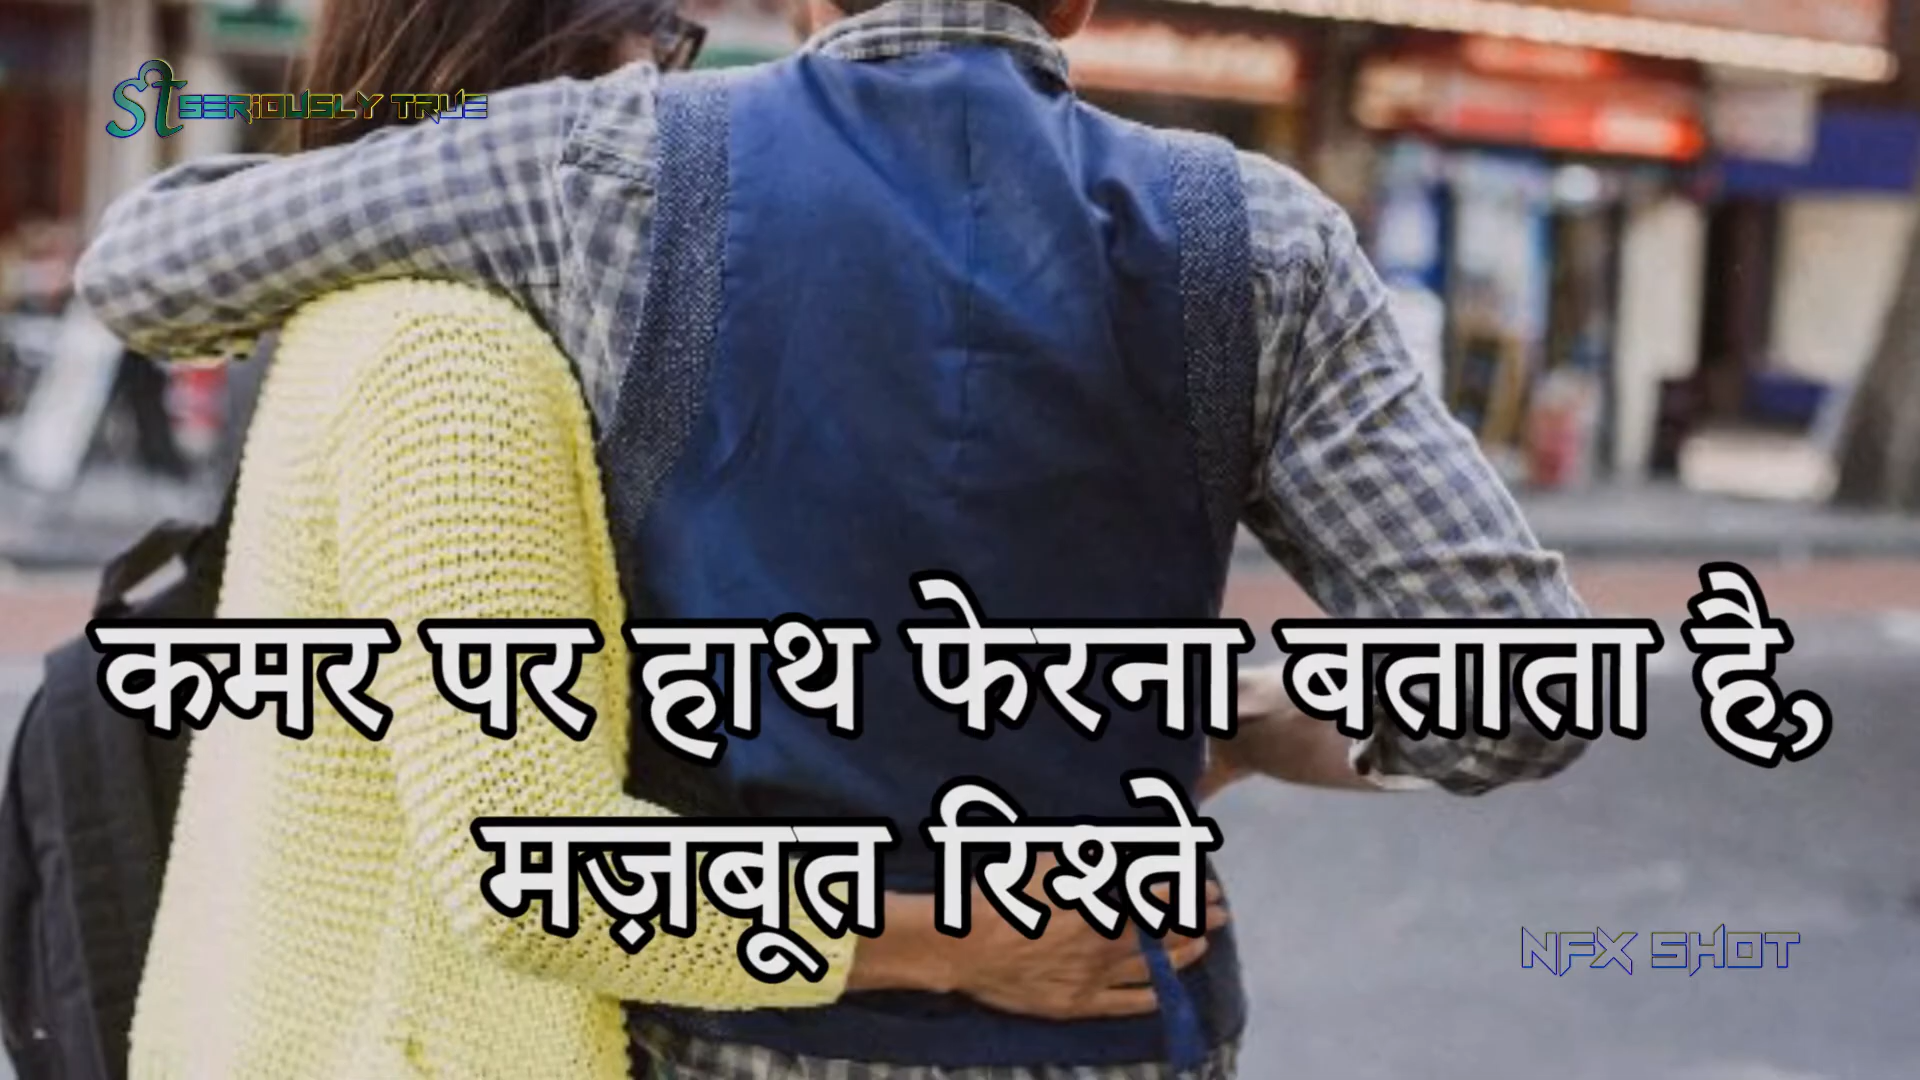 ST SERIOUSLY TRUE
कमर पर हाथ फेरना बताता है,
मज़बूत रिश्ते
NFX SHOT